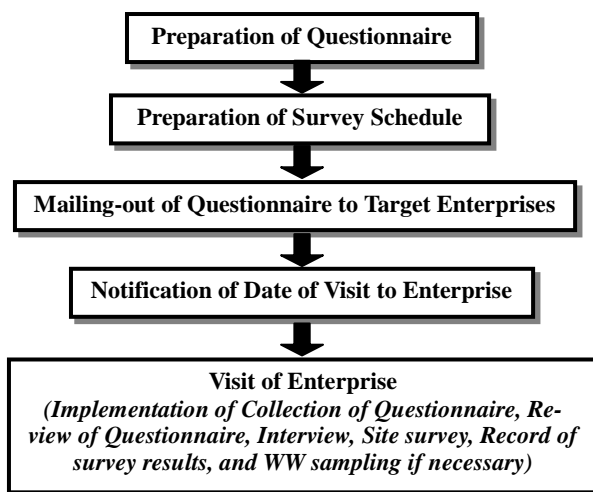 Preparation of Questionnaire
Preparation of Survey Schedule
Mailing-out of Questionnaire to Target Enterprises
Notification of Date of Visit to Enterprise
Visit of Enterprise
(Implementation of Collection of Questionnaire, Re-
view of Questionnaire, Interview, Site survey, Record of
survey results, and WW sampling if necessary)